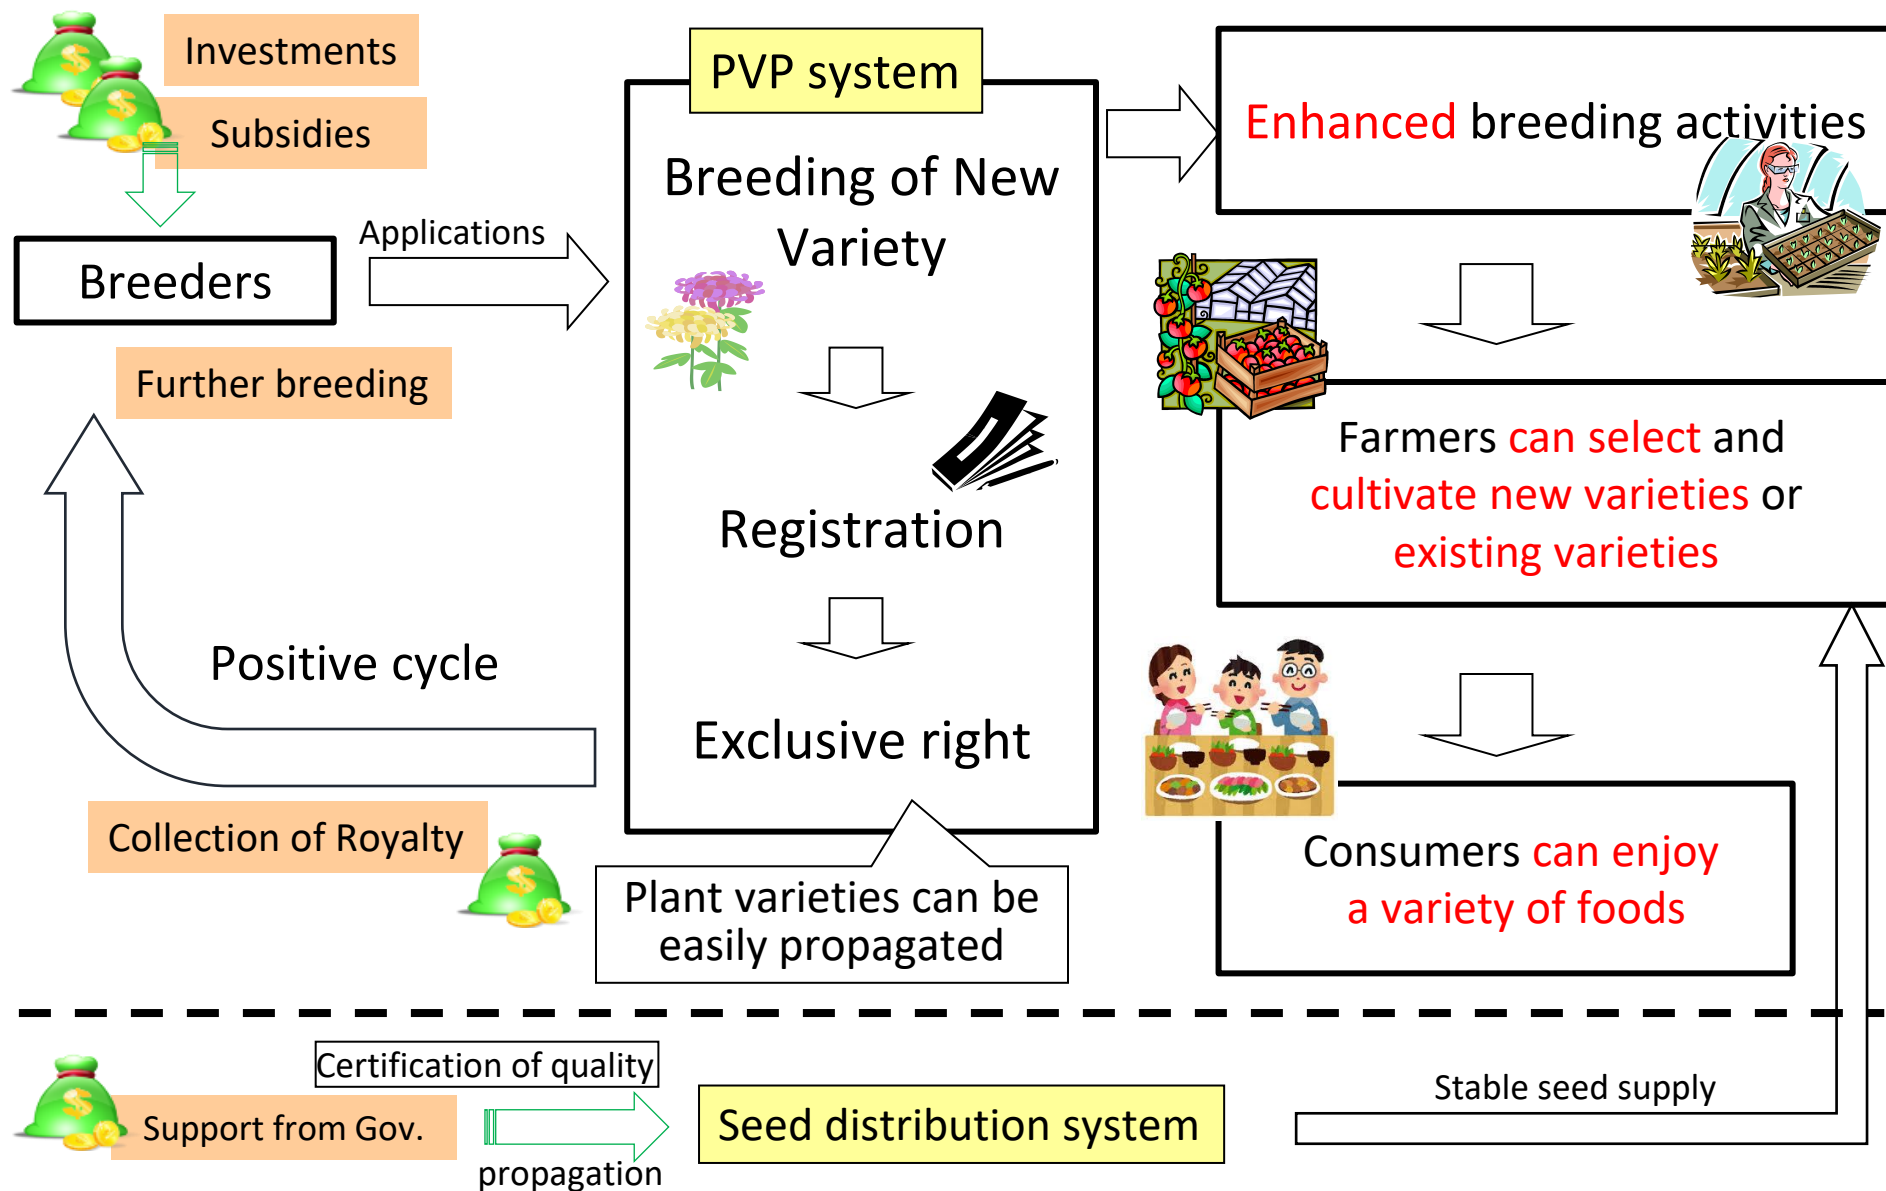 Investments
Subsidies
Breeders
Applications
Further breeding
Positive cycle
Collection of Royalty
PVP system
Breeding of New
Variety
Registration
Exclusive right
Plant varieties can be
easily propagated
Enhanced breeding activities
Farmers can select and
cultivate new varieties or
existing varieties
Consumers can enjoy
a variety of foods
Support from Gov.
Certification of quality
propagation
Seed distribution system
Stable seed supply